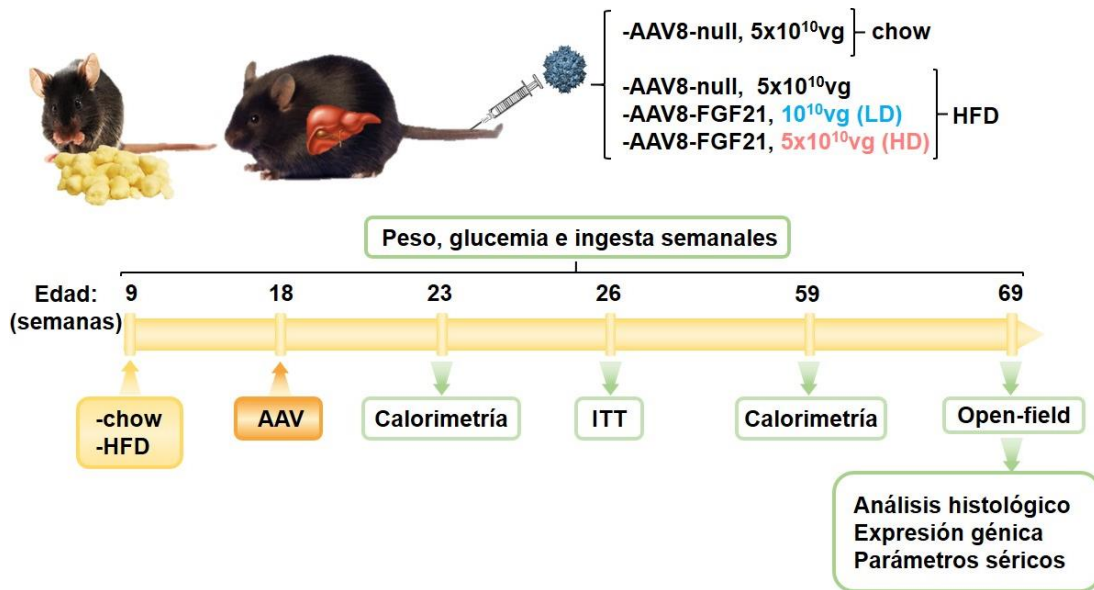 -AAV8-null, 5x10¹⁰vg
chow
-AAV8-null, 5x10¹⁰vg
-AAV8-FGF21, 10¹⁰vg (LD)
-AAV8-FGF21, 5x10¹⁰vg (HD)
HFD
Peso, glucemia e ingesta semanales
Edad:
(semanas)
9 18 23 26 59 69
-chow
-HFD
AAV
Calorimetría
ITT
Calorimetría
Open-field
Análisis histológico
Expresión génica
Parámetros séricos